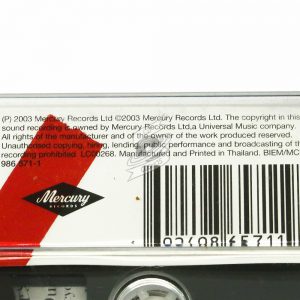 (P) 2003 Mercury Records Ltd ©2003 Mercury Records Ltd. The copyright in this
sound recording is owned by Mercury Records Ltd,a Universal Music company.
All rights of the manufacturer and of the owner of the work produced reserved.
Unauthorised copying, hiring, lending, public performance and broadcasting of the
recording prohibited. LC00268. Manufactured and Printed in Thailand. BIEM/MC
986 671-1
Mercury
RECORDS